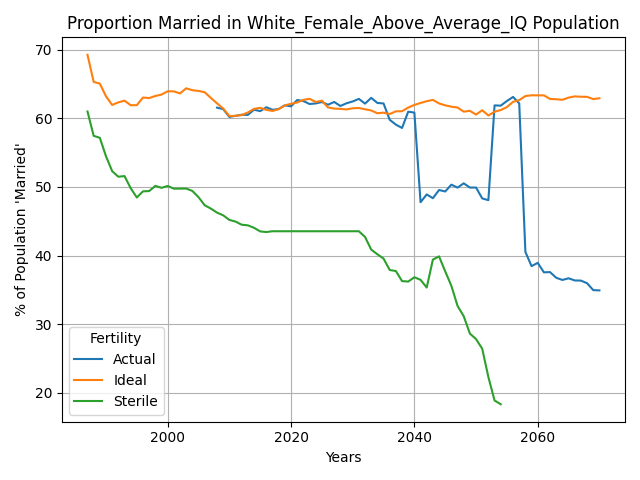 Proportion Married in White_Female_Above_Average_IQ Population
% of Population 'Married'
70
60
50
40
30
20
Fertility
Actual
Ideal
Sterile
2000 2020 2040 2060
Years